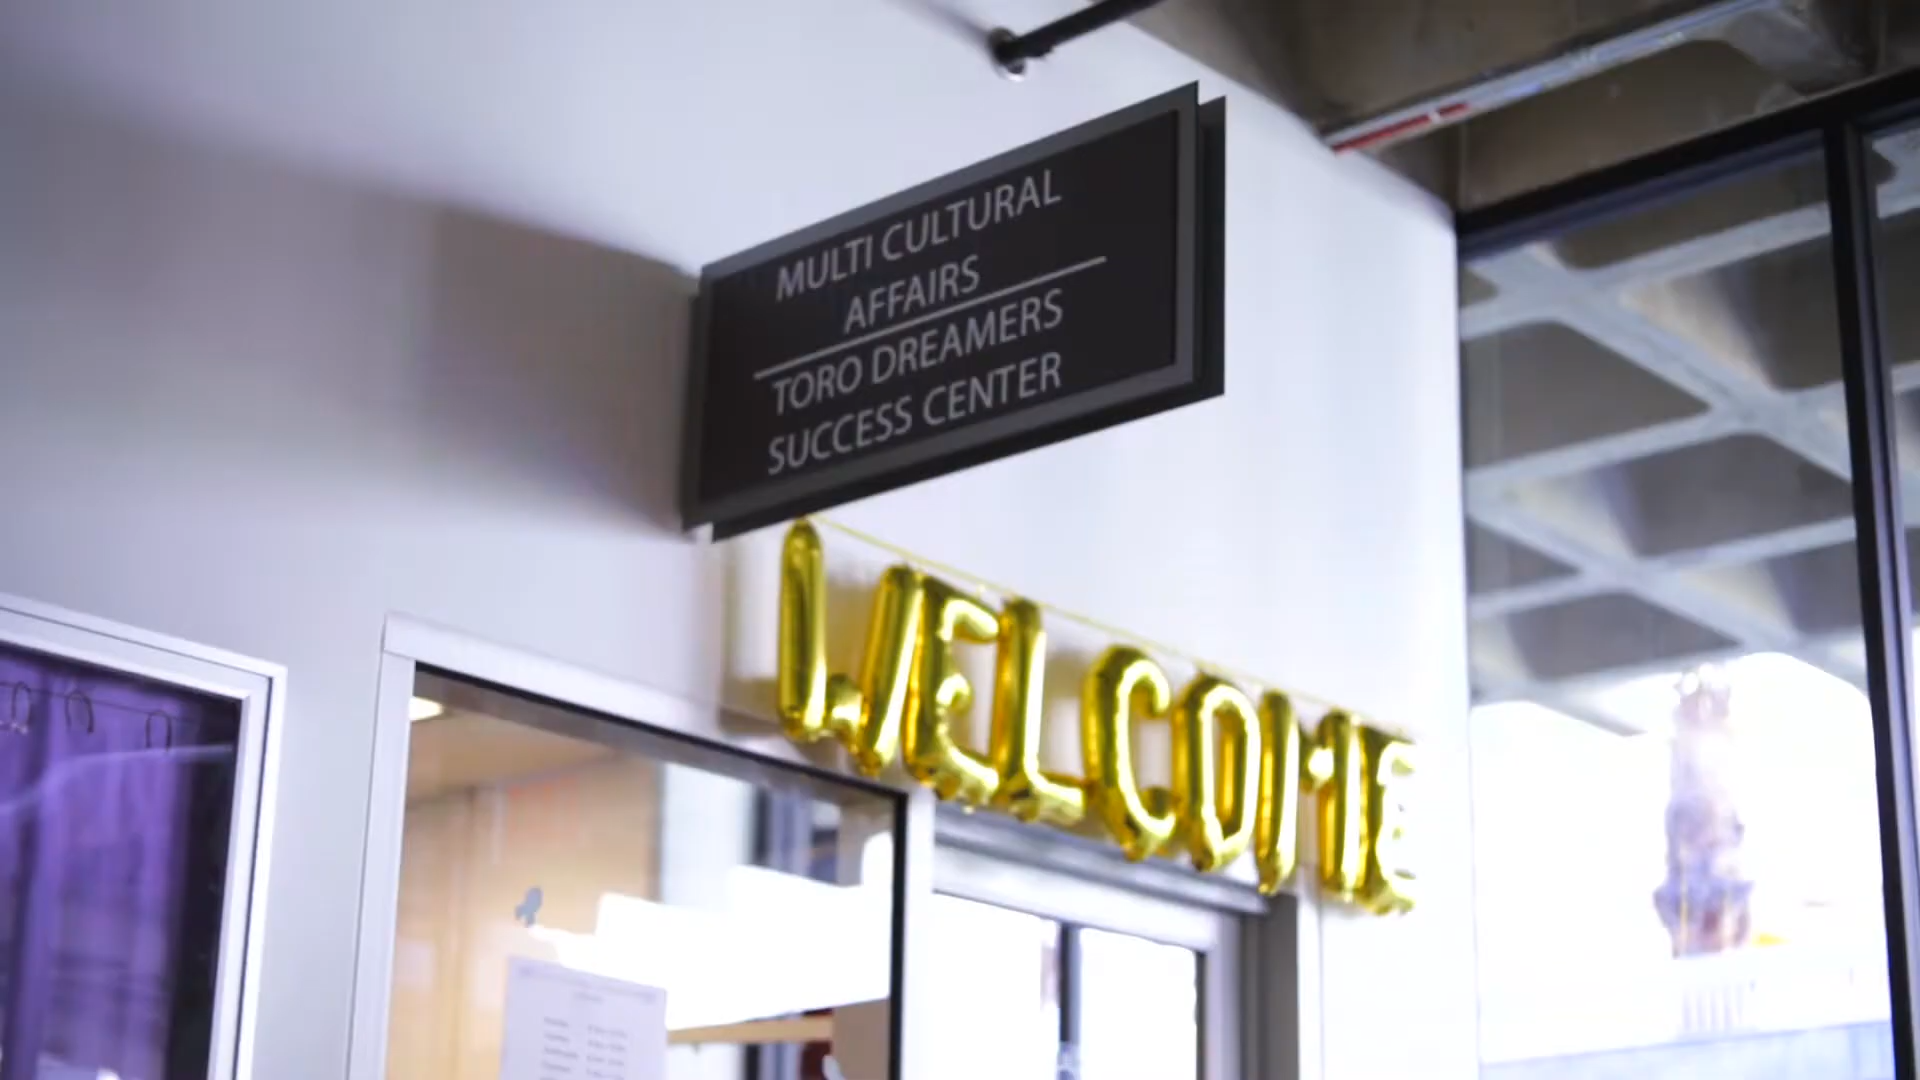 MULTI CULTURAL
AFFAIRS
TORO DREAMERS
SUCCESS CENTER
WELCOME